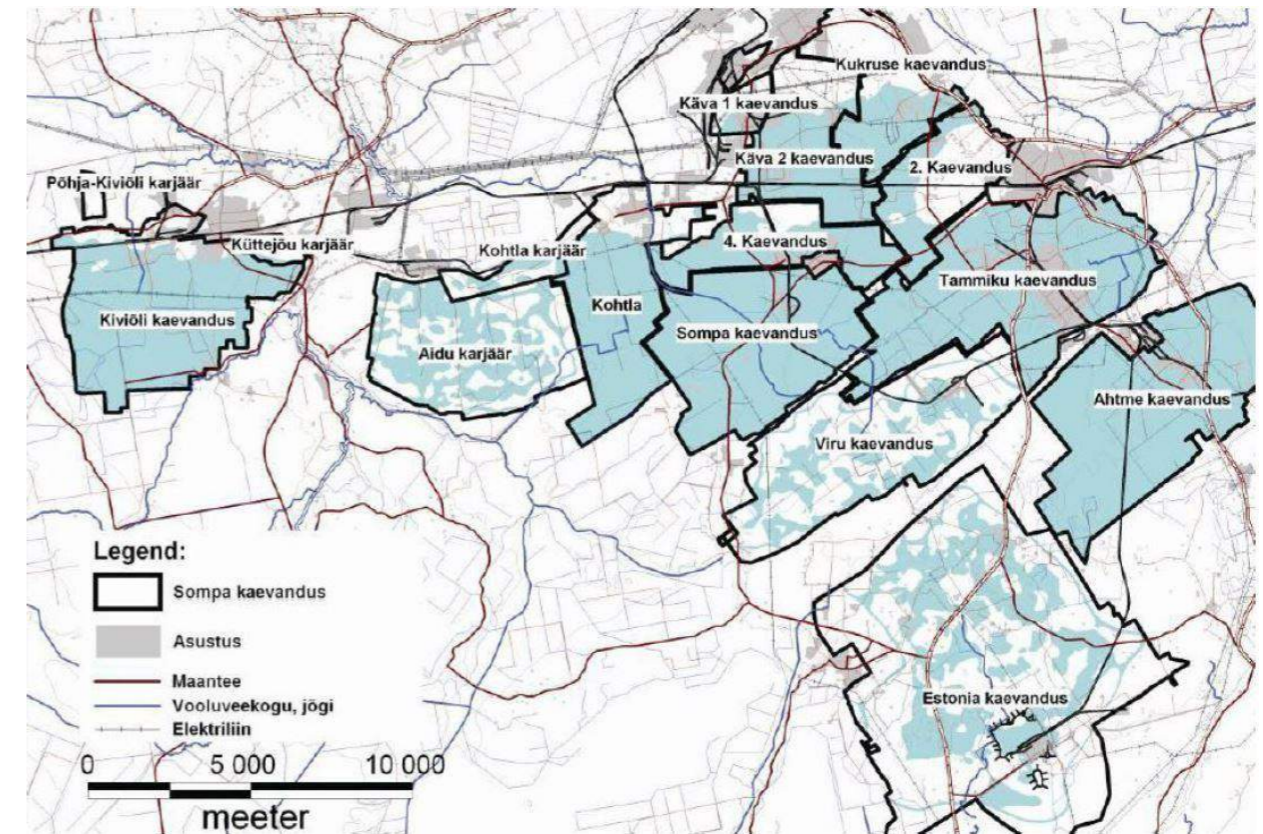 Kukruse kaevandus
Käva 1 kaevandus
Käva 2 kaevandus
2. Kaevandus
Põhja-Kiviõli karjäär
Küttejõu karjäär
Kohtla karjäär
4. Kaevandus
Tammiku kaevandus
Kiviõli kaevandus
Kohtla
Sompa kaevandus
Aidu karjäär
Ahtme kaevandus
Viru kaevandus
Estonia kaevandus
Legend:
Sompa kaevandus
Asustus
Maantee
Vooluveekogu, jõgi
Elektriliin
0 5 000 10 000
meeter